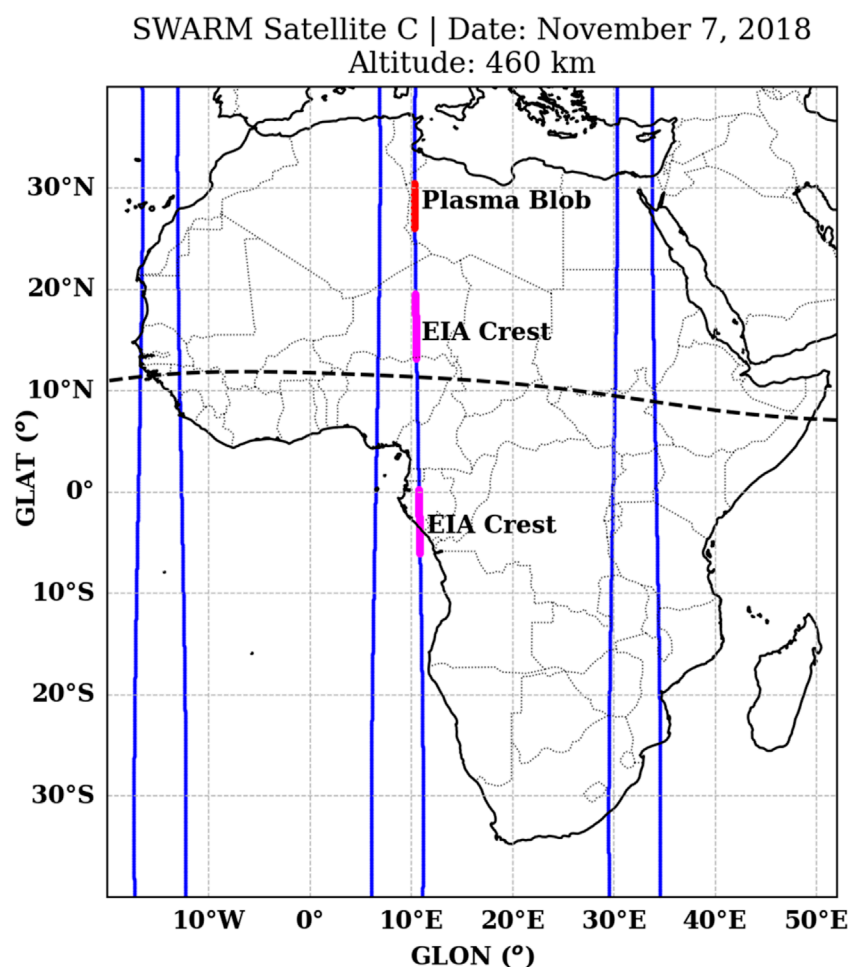 SWARM Satellite C | Date: November 7, 2018
Altitude: 460 km
30°N
Plasma Blob
20°N
EIA Crest
10°N
GLAT (°)
0°
EIA Crest
10°S
20°S
30°S
10°W 0° 10°E 20°E 30°E 40°E 50°E
GLON (°)